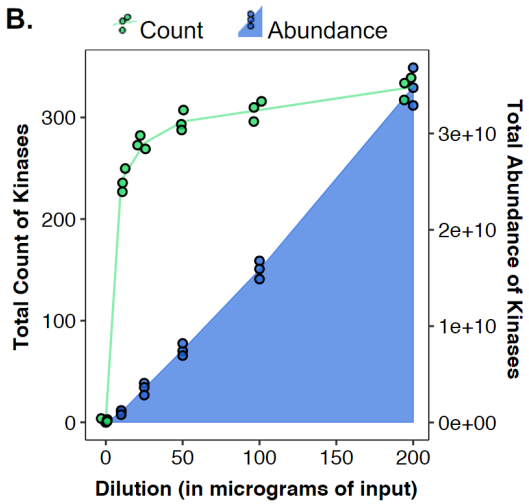 B.
Count Abundance
Total Count of Kinases
300
200
100
0
Total Abundance of Kinases
3e+10
2e+10
1e+10
0e+00
0 50 100 150 200
Dilution (in micrograms of input)